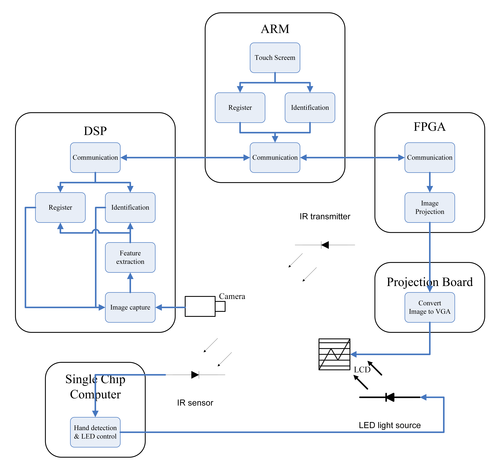 ARM
Touch Screem
Register
Identification
Communication
DSP
Communication
Register
Identification
Feature
extraction
Image capture
Camera
FPGA
Communication
Image
Projection
IR transmitter
Projection Board
Convert
Image to VGA
LCD
Single Chip
Computer
Hand detection
& LED control
IR sensor
LED light source